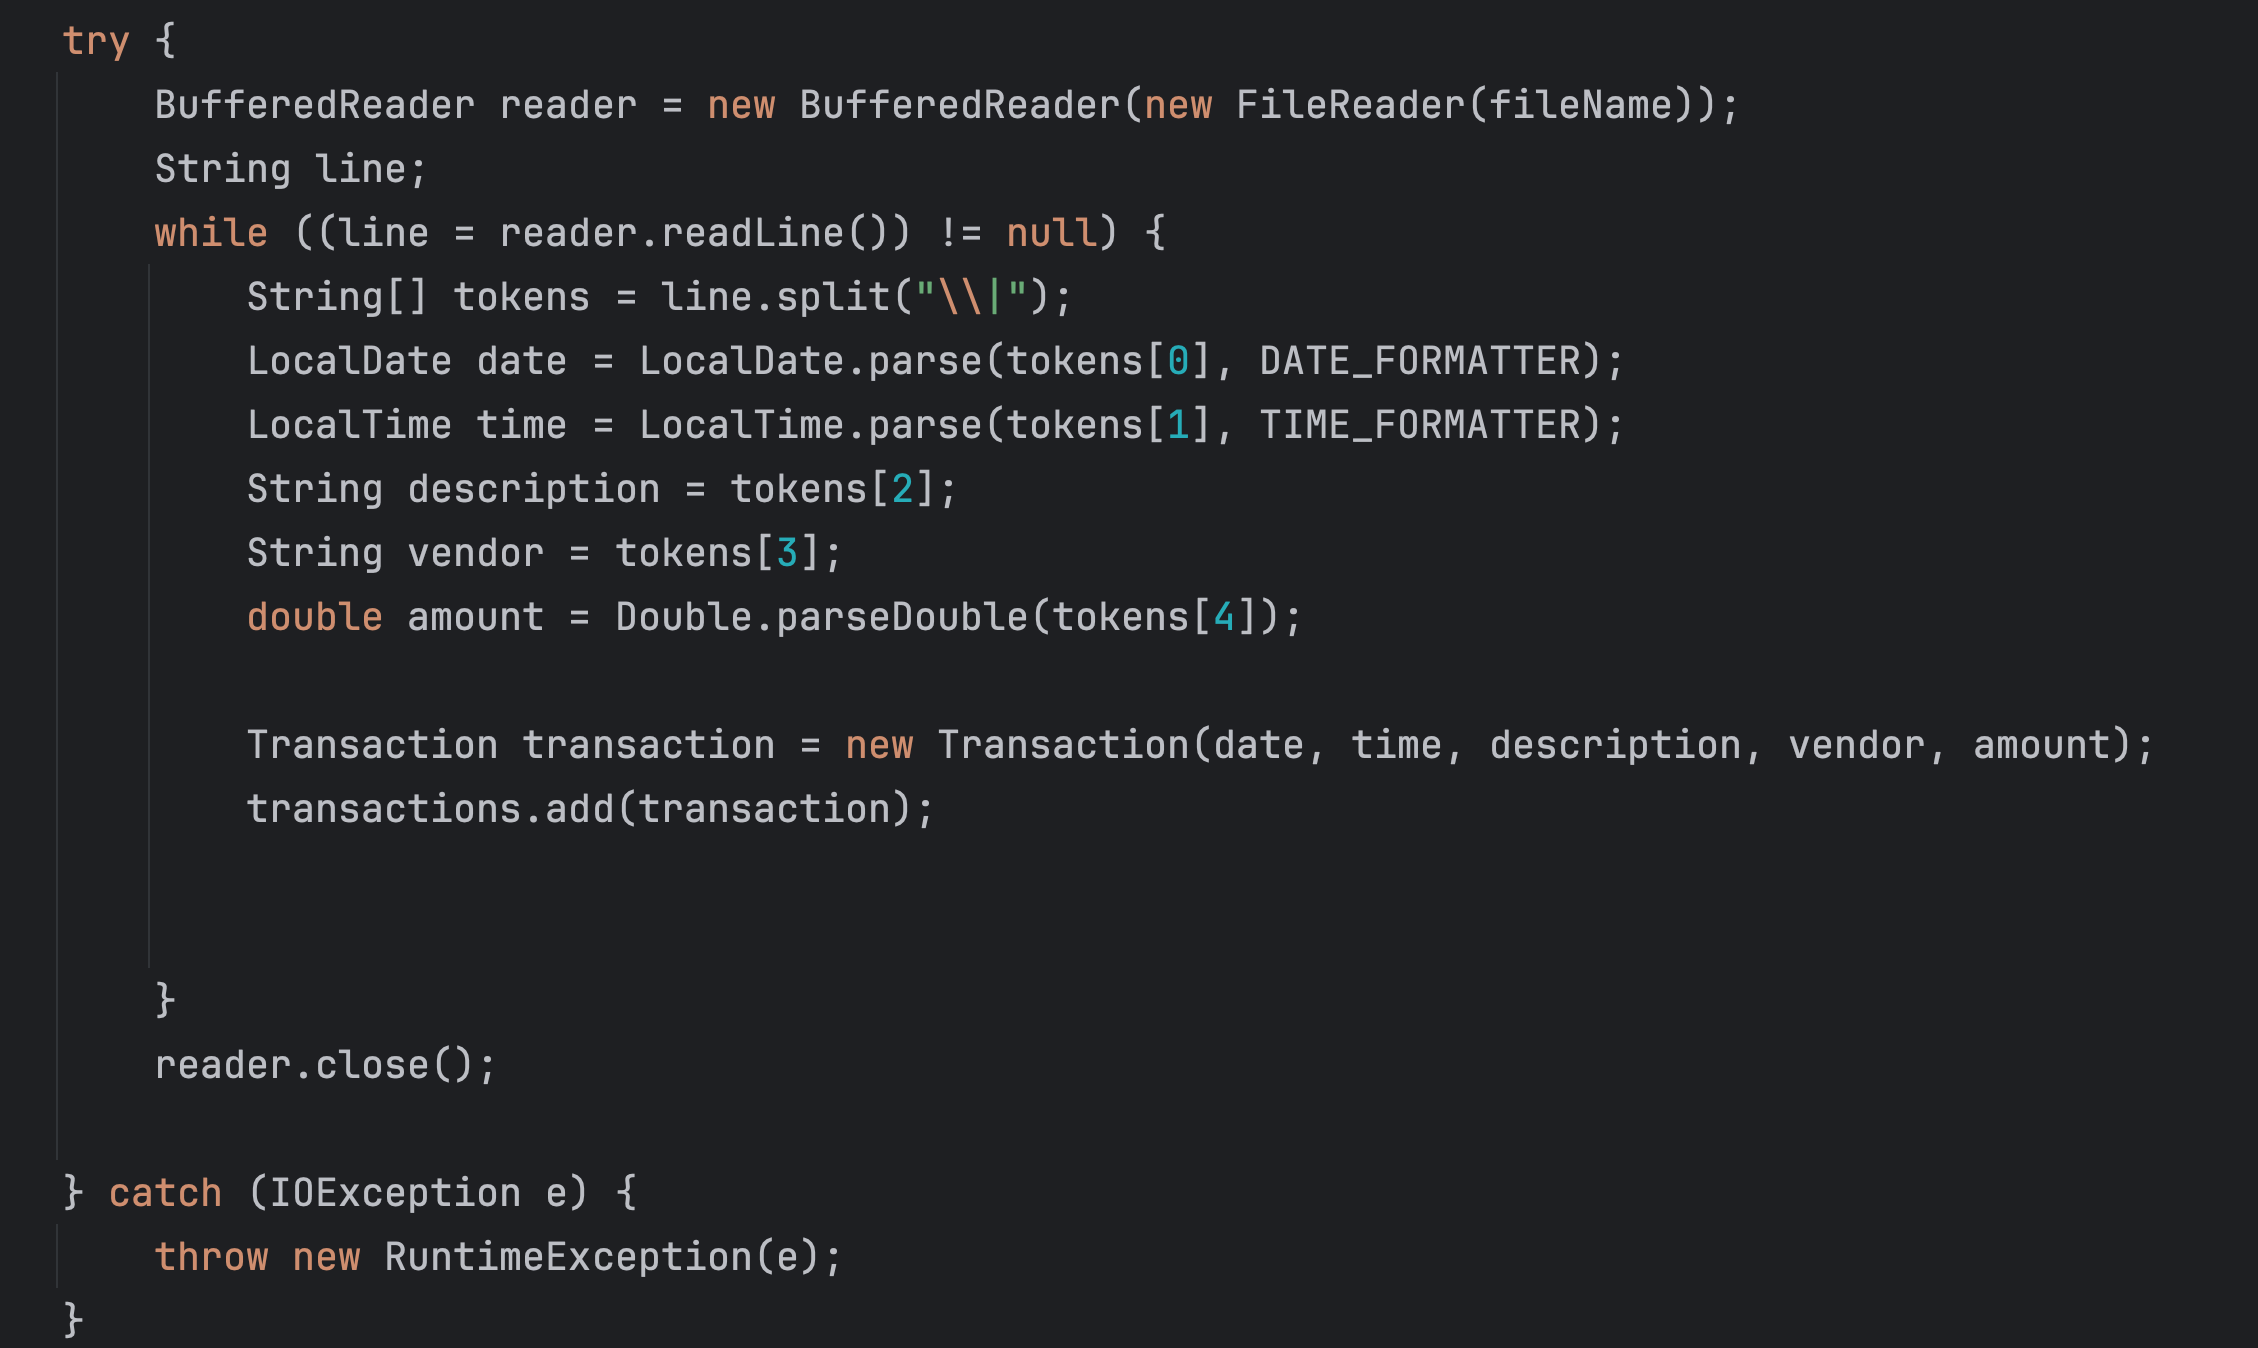 try {
    BufferedReader reader = new BufferedReader(new FileReader(fileName));
    String line;
    while ((line = reader.readLine()) != null) {
        String[] tokens = line.split("\\|");
        LocalDate date = LocalDate.parse(tokens[0], DATE_FORMATTER);
        LocalTime time = LocalTime.parse(tokens[1], TIME_FORMATTER);
        String description = tokens[2];
        String vendor = tokens[3];
        double amount = Double.parseDouble(tokens[4]);

        Transaction transaction = new Transaction(date, time, description, vendor, amount);
        transactions.add(transaction);


    }
    reader.close();

} catch (IOException e) {
    throw new RuntimeException(e);
}